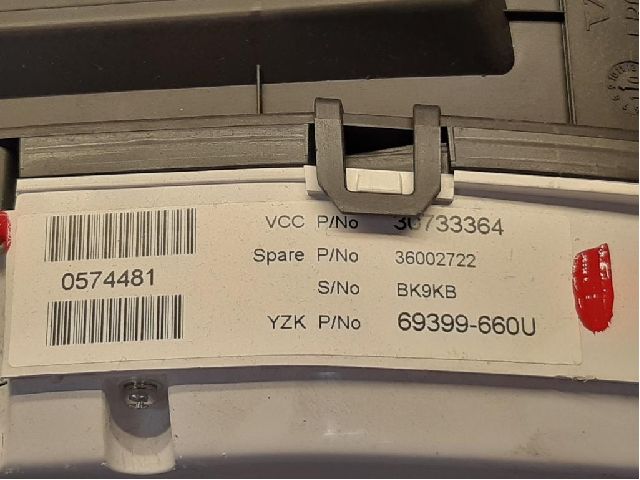 VCC P/No 30733364
Spare P/No 36002722
0574481
S/No BK9KB
YZK P/No 69399-660U